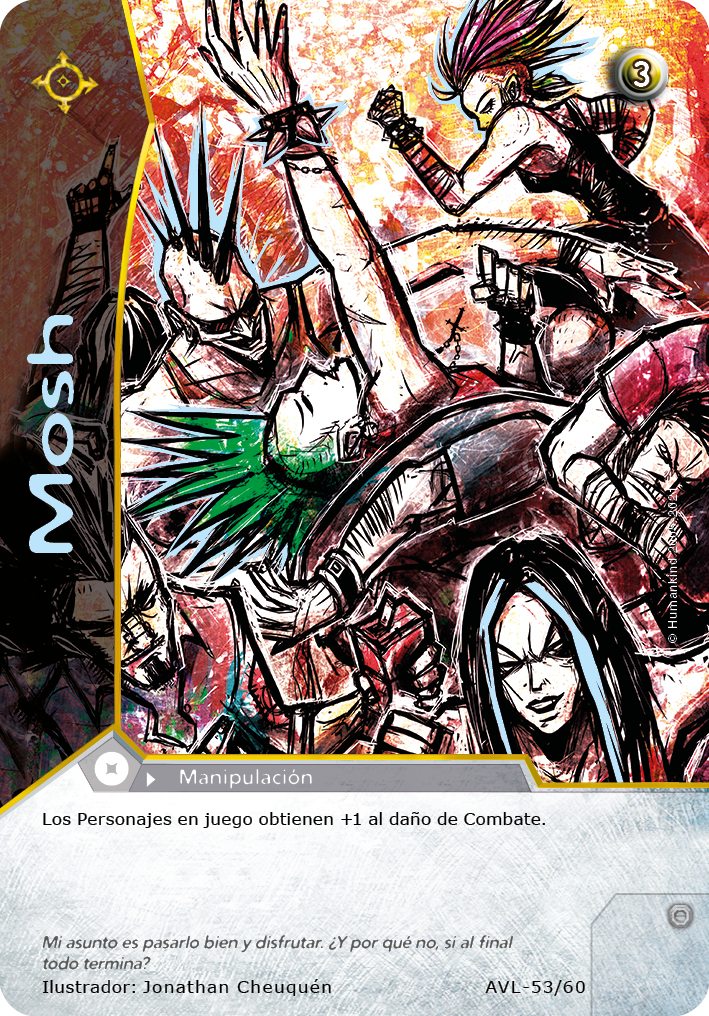 3
Mosh
Manipulación
Los Personajes en juego obtienen +1 al daño de Combate.
Mi asunto es pasarlo bien y disfrutar. ¿Y por qué no, si al final
todo termina?
Ilustrador: Jonathan Cheuquén
AVL-53/60